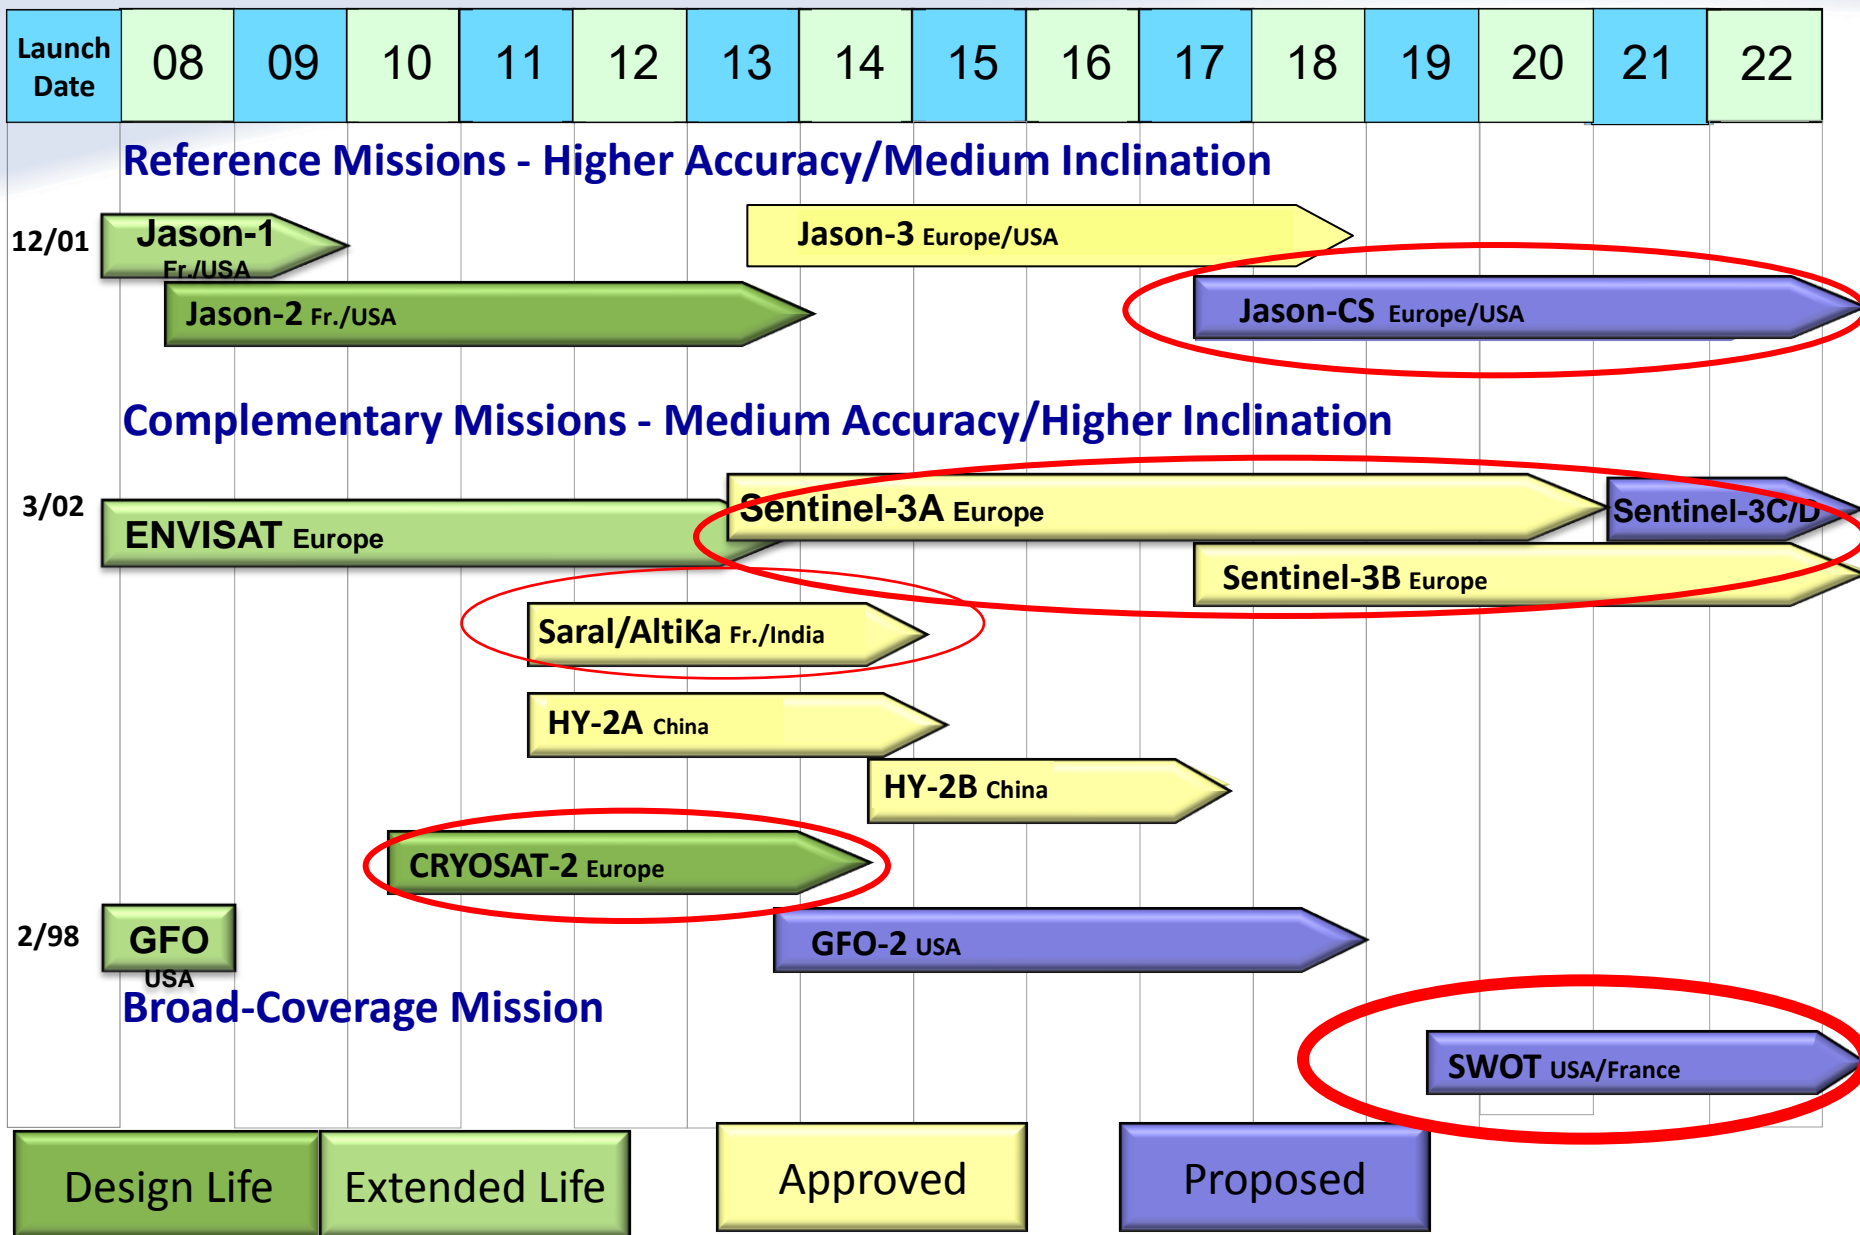 Launch Date 08 09 10 11 12 13 14 15 16 17 18 19 20 21 22
Reference Missions - Higher Accuracy/Medium Inclination
12/01
Jason-1
Fr./USA
Jason-3 Europe/USA
Jason-2 Fr./USA
Jason-CS Europe/USA
Complementary Missions - Medium Accuracy/Higher Inclination
3/02
ENVISAT Europe
Sentinel-3A Europe
Sentinel-3C/D
Sentinel-3B Europe
Saral/AltiKa Fr./India
HY-2A China
HY-2B China
CRYOSAT-2 Europe
2/98
GFO
USA
GFO-2 USA
Broad-Coverage Mission
SWOT USA/France
Design Life Extended Life Approved Proposed